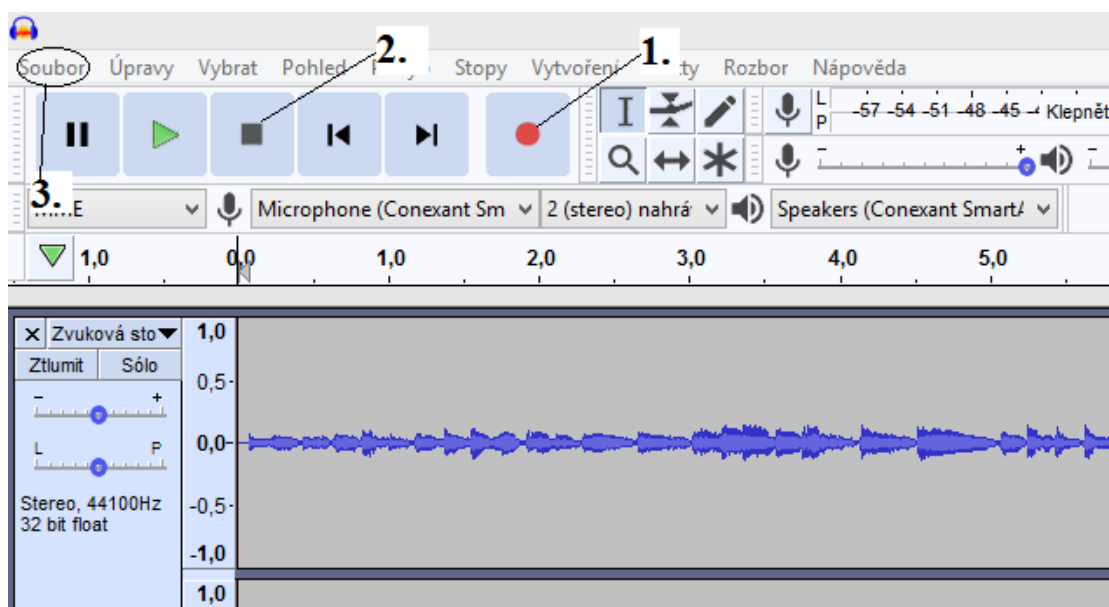 2.
1.
Soubor Úpravy Vybrat Pohled Stopy Vytvoření Rozbor Nápověda
L
P
-57 -54 -51 -48 -45 Klepnět
- + -
3.
Microphone (Conexant Sm 2 (stereo) nahrá Speakers (Conexant Smart
1,0 0,0 1,0 2,0 3,0 4,0 5,0
X Zvuková sto 1,0
Ztlumit Sólo
0,5
- +
L P 0,0
Stereo, 44100Hz -0,5
32 bit float
-1,0
1,0